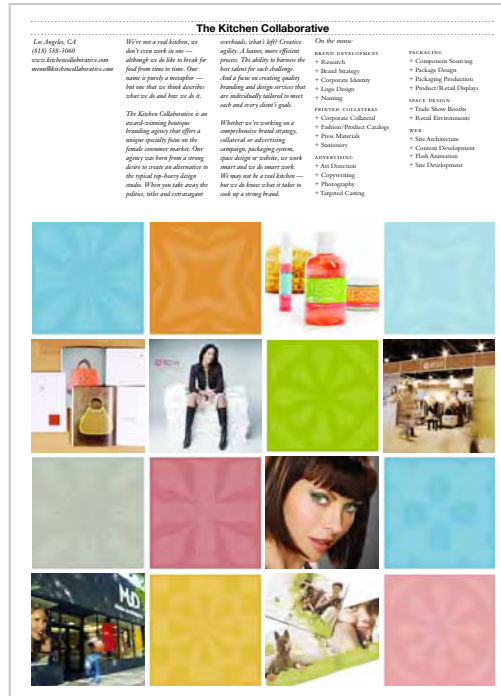 The Kitchen Collaborative
Los Angeles, CA
(818) 588-3060
www.kitchencollaborative.com
menu@kitchencollaborative.com
We're not a real kitchen, we
don't even work in one —
although we do like to break for
food from time to time. Our
name is purely a metaphor —
but one that we think describes
what we do and how we do it.
The Kitchen Collaborative is an
award-winning boutique
branding agency that offers a
unique specialty focus on the
female consumer market. Our
agency was born from a strong
desire to create an alternative to
the typical top-heavy design
studio. When you take away the
politics, titles and extravagant
overheads, what's left? Creative
agility. A leaner, more efficient
process. The ability to harness the
best talent for each challenge.
And a focus on creating quality
branding and design services that
are individually tailored to meet
each and every client's goals.
Whether we're working on a
comprehensive brand strategy,
collateral or advertising
campaign, packaging system,
space design or website, we work
smart and we do smart work.
We may not be a real kitchen —
but we do know what it takes to
cook up a strong brand.
On the menu:
BRAND DEVELOPMENT
+ Research
+ Brand Strategy
+ Corporate Identity
+ Logo Design
+ Naming
PRINTED COLLATERAL
+ Corporate Collateral
+ Fashion/Product Catalogs
+ Press Materials
+ Stationery
ADVERTISING
+ Art Direction
+ Copywriting
+ Photography
+ Targeted Casting
PACKAGING
+ Component Sourcing
+ Package Design
+ Packaging Production
+ Product/Retail Displays
SPACE DESIGN
+ Trade Show Booths
+ Retail Environments
WEB
+ Site Architecture
+ Content Development
+ Flash Animation
+ Site Development
MUD